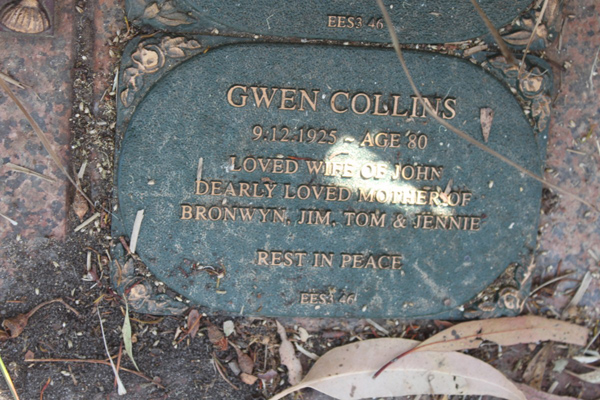 EES3 46
GWEN COLLINS
9.12.1925 - AGE 80
LOVED WIFE OF JOHN
DEARLY LOVED MOTHER OF
BRONWYN, JIM, TOM & JENNIE
REST IN PEACE
EES3 46